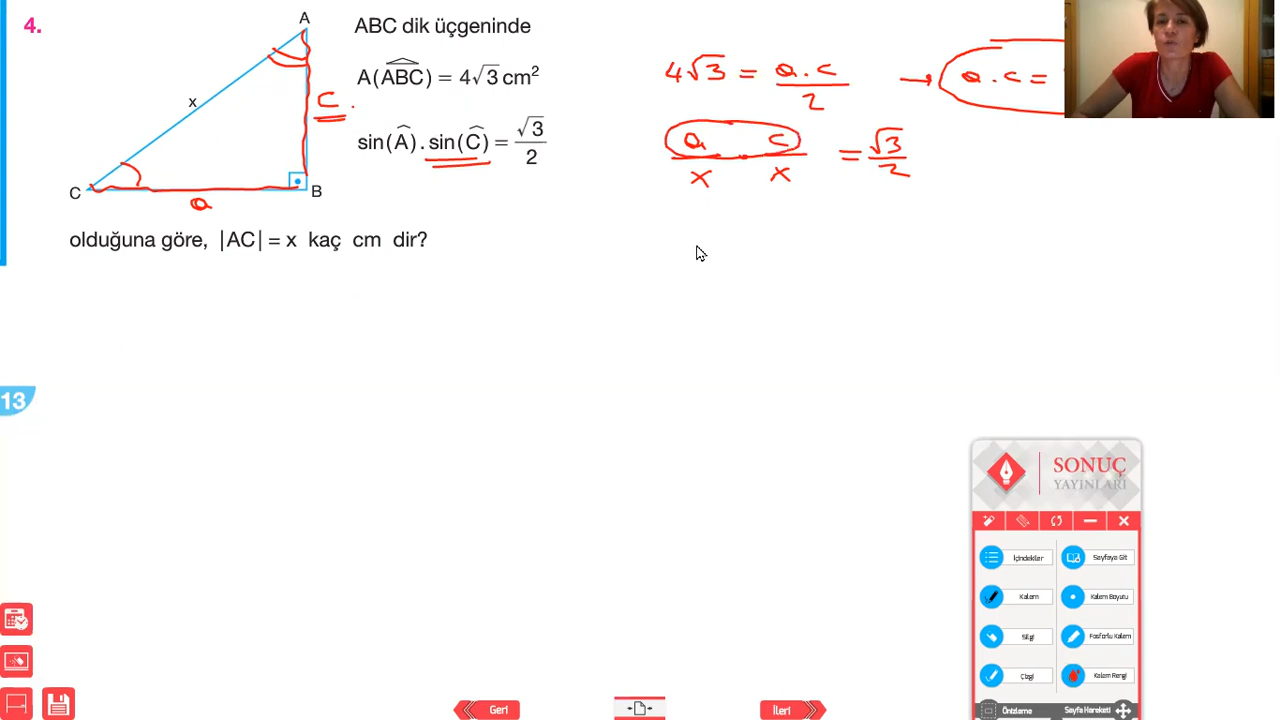 4.
A
ABC dik üçgeninde
A(ABC) = 4√3 cm²
sin(A) . sin(C) = √3/2
x
c
C
B
a
olduğuna göre, |AC| = x kaç cm dir?
4√3 = a.c/2 → a.c =
a c / x x = √3/2
13
SONUÇ
YAYINLARI
İçindekiler
Sayfaya Git
Kalem
Kalem Boyutu
Silgi
Fosforlu Kalem
Çizgi
Kalem Rengi
Önizleme
Sayfa Hareketi
Geri
İleri